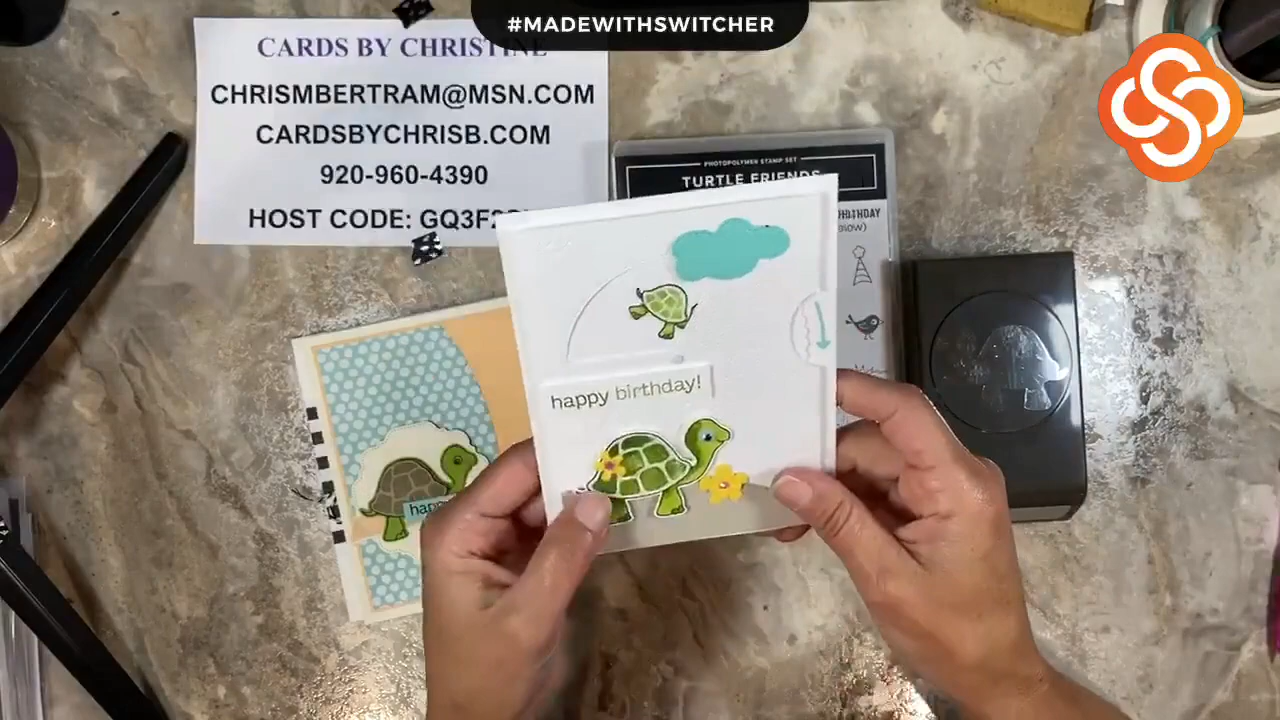 #MADEWITHSWITCHER
CARDS BY CHRISTINE
CHRISMBERTRAM@MSN.COM
CARDSBYCHRISB.COM
920-960-4390
HOST CODE:
PHOTOPOLYMER STAMP SET
TURTLE FRIENDS
happy birthday!